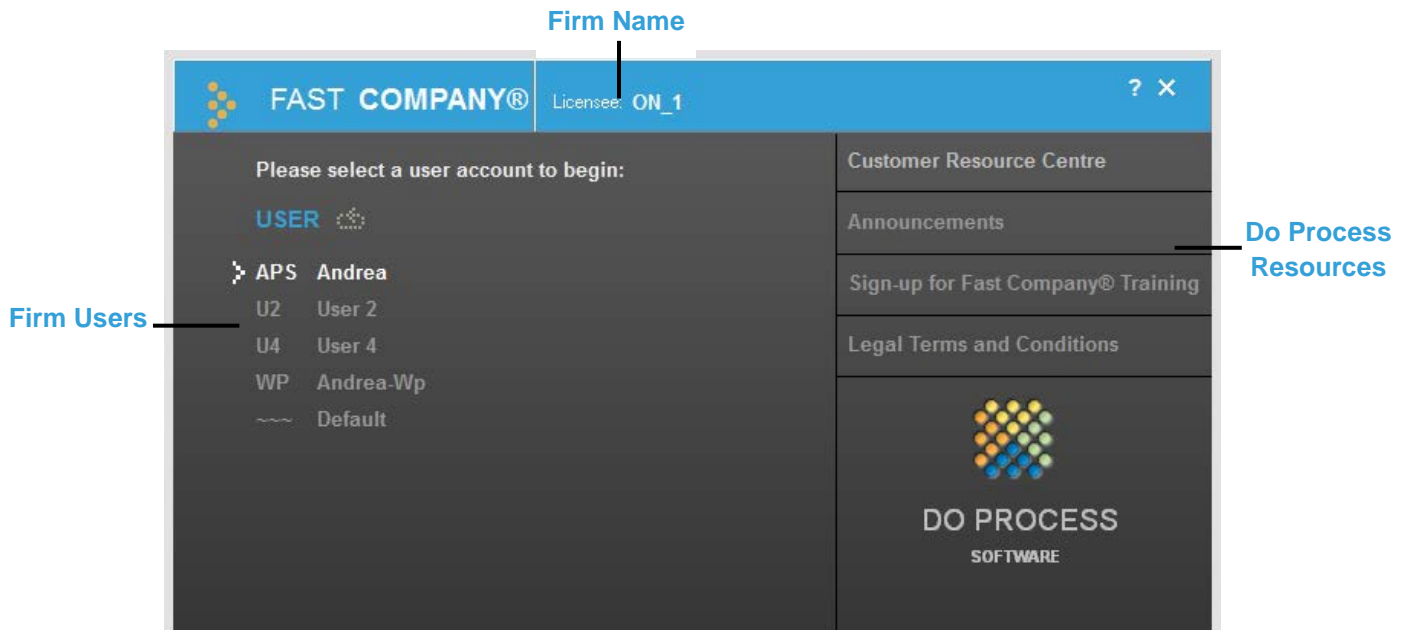 Firm Name
FAST COMPANY®
Licensee: ON_1
? ×
Please select a user account to begin:
USER
APS Andrea
U2 User 2
U4 User 4
WP Andrea-Wp
~~~ Default
Firm Users
Customer Resource Centre
Announcements
Sign-up for Fast Company® Training
Legal Terms and Conditions
Do Process
Resources
DO PROCESS
SOFTWARE